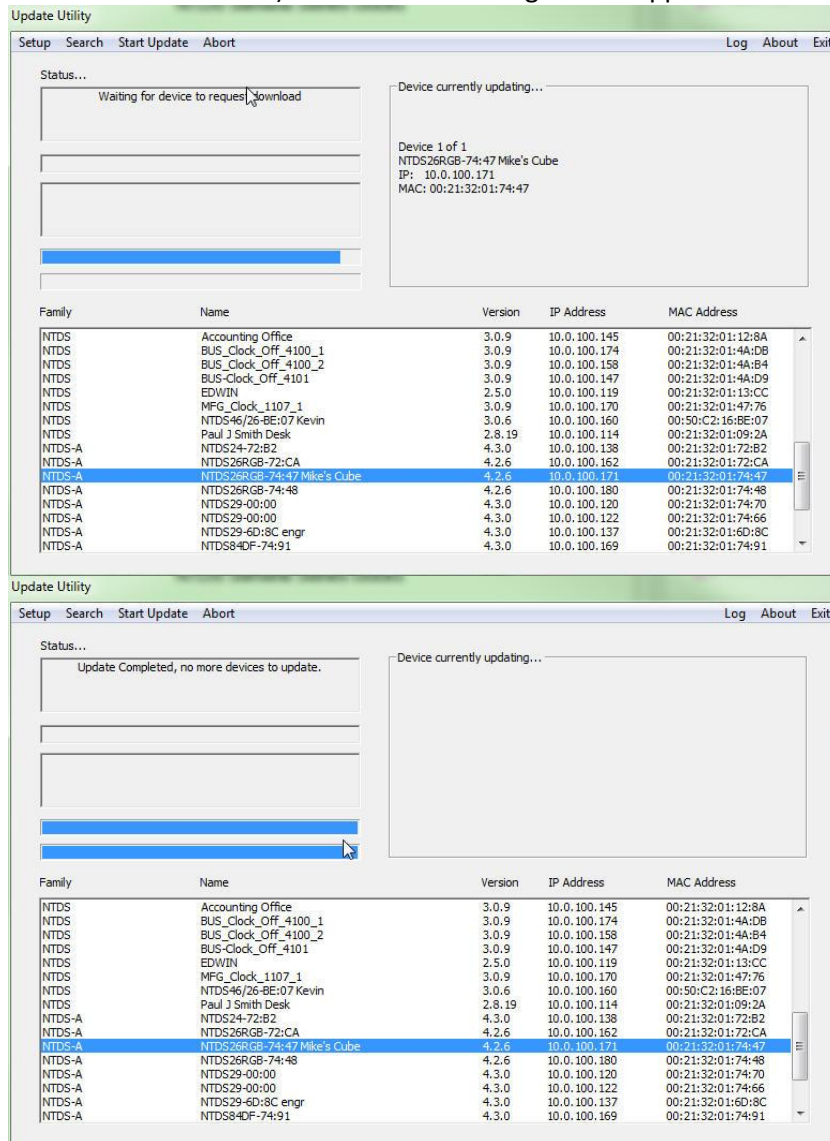 Update Utility
Setup Search Start Update Abort Log About Exit
Status...
Waiting for device to request download
Device currently updating...
Device 1 of 1
NTDS26RGB-74:47 Mike's Cube
IP: 10.0.100.171
MAC: 00:21:32:01:74:47
Family Name Version IP Address MAC Address
NTDS Accounting Office 3.0.9 10.0.100.145 00:21:32:01:12:8A
NTDS BUS_Clock_Off_4100_1 3.0.9 10.0.100.174 00:21:32:01:4A:DB
NTDS BUS_Clock_Off_4100_2 3.0.9 10.0.100.158 00:21:32:01:4A:B4
NTDS BUS-Clock_Off_4101 3.0.9 10.0.100.147 00:21:32:01:4A:D9
NTDS EDWIN 2.5.0 10.0.100.119 00:21:32:01:13:CC
NTDS MFG_Clock_1107_1 3.0.9 10.0.100.170 00:21:32:01:47:76
NTDS NTDS46/26-BE:07 Kevin 3.0.6 10.0.100.160 00:50:C2:16:BE:07
NTDS Paul J Smith Desk 2.8.19 10.0.100.114 00:21:32:01:09:2A
NTDS-A NTDS24-72:B2 4.3.0 10.0.100.138 00:21:32:01:72:B2
NTDS-A NTDS26RGB-72:CA 4.2.6 10.0.100.162 00:21:32:01:72:CA
NTDS-A NTDS26RGB-74:47 Mike's Cube 4.2.6 10.0.100.171 00:21:32:01:74:47
NTDS-A NTDS26RGB-74:48 4.2.6 10.0.100.180 00:21:32:01:74:48
NTDS-A NTDS29-00:00 4.3.0 10.0.100.120 00:21:32:01:74:70
NTDS-A NTDS29-00:00 4.3.0 10.0.100.122 00:21:32:01:74:66
NTDS-A NTDS29-6D:8C engr 4.3.0 10.0.100.137 00:21:32:01:6D:8C
NTDS-A NTDS84DF-74:91 4.3.0 10.0.100.169 00:21:32:01:74:91
Update Utility
Setup Search Start Update Abort Log About Exit
Status...
Update Completed, no more devices to update.
Device currently updating...
Family Name Version IP Address MAC Address
NTDS Accounting Office 3.0.9 10.0.100.145 00:21:32:01:12:8A
NTDS BUS_Clock_Off_4100_1 3.0.9 10.0.100.174 00:21:32:01:4A:DB
NTDS BUS_Clock_Off_4100_2 3.0.9 10.0.100.158 00:21:32:01:4A:B4
NTDS BUS-Clock_Off_4101 3.0.9 10.0.100.147 00:21:32:01:4A:D9
NTDS EDWIN 2.5.0 10.0.100.119 00:21:32:01:13:CC
NTDS MFG_Clock_1107_1 3.0.9 10.0.100.170 00:21:32:01:47:76
NTDS NTDS46/26-BE:07 Kevin 3.0.6 10.0.100.160 00:50:C2:16:BE:07
NTDS Paul J Smith Desk 2.8.19 10.0.100.114 00:21:32:01:09:2A
NTDS-A NTDS24-72:B2 4.3.0 10.0.100.138 00:21:32:01:72:B2
NTDS-A NTDS26RGB-72:CA 4.2.6 10.0.100.162 00:21:32:01:72:CA
NTDS-A NTDS26RGB-74:47 Mike's Cube 4.2.6 10.0.100.171 00:21:32:01:74:47
NTDS-A NTDS26RGB-74:48 4.2.6 10.0.100.180 00:21:32:01:74:48
NTDS-A NTDS29-00:00 4.3.0 10.0.100.120 00:21:32:01:74:70
NTDS-A NTDS29-00:00 4.3.0 10.0.100.122 00:21:32:01:74:66
NTDS-A NTDS29-6D:8C engr 4.3.0 10.0.100.137 00:21:32:01:6D:8C
NTDS-A NTDS84DF-74:91 4.3.0 10.0.100.169 00:21:32:01:74:91